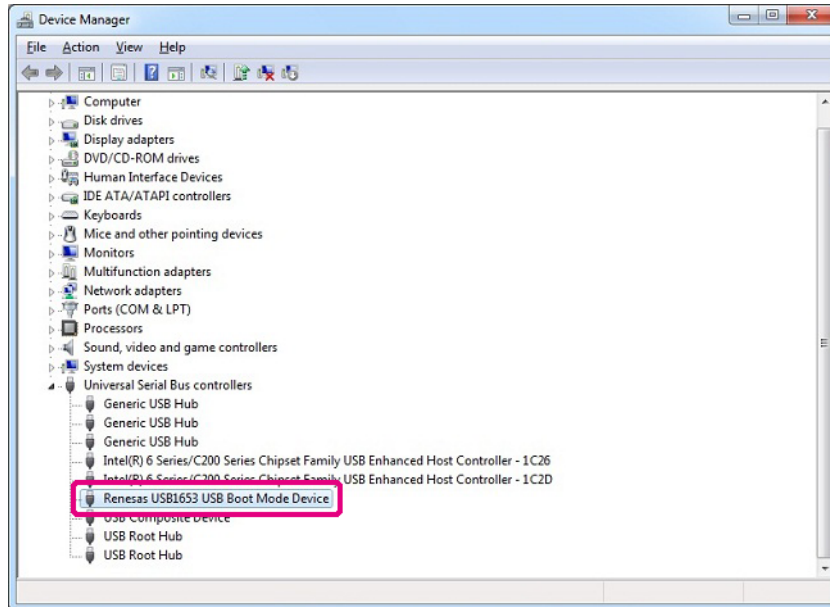 Device Manager
File Action View Help
Computer
Disk drives
Display adapters
DVD/CD-ROM drives
Human Interface Devices
IDE ATA/ATAPI controllers
Keyboards
Mice and other pointing devices
Monitors
Multifunction adapters
Network adapters
Ports (COM & LPT)
Processors
Sound, video and game controllers
System devices
Universal Serial Bus controllers
Generic USB Hub
Generic USB Hub
Generic USB Hub
Intel(R) 6 Series/C200 Series Chipset Family USB Enhanced Host Controller - 1C26
Intel(R) 6 Series/C200 Series Chipset Family USB Enhanced Host Controller - 1C2D
Renesas USB1653 USB Boot Mode Device
USB Composite Device
USB Root Hub
USB Root Hub